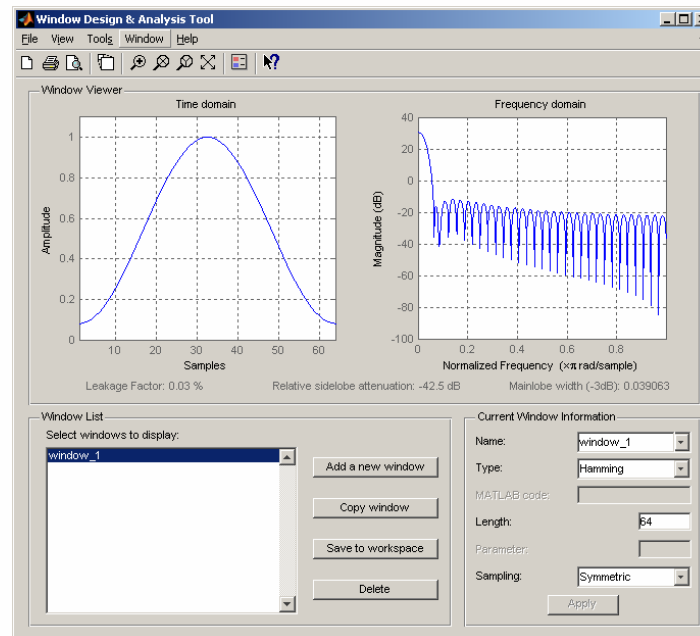 Window Design & Analysis Tool
File View Tools Window Help
Window Viewer
Time domain
Amplitude
1
0.8
0.6
0.4
0.2
0
10 20 30 40 50 60
Samples
Frequency domain
Magnitude (dB)
40
20
0
-20
-40
-60
-80
-100
0 0.2 0.4 0.6 0.8
Normalized Frequency (×π rad/sample)
Leakage Factor: 0.03 % Relative sidelobe attenuation: -42.5 dB Mainlobe width (-3dB): 0.039063
Window List
Select windows to display:
window_1
Add a new window
Copy window
Save to workspace
Delete
Current Window Information
Name: window_1
Type: Hamming
MATLAB code:
Length: 64
Parameter:
Sampling: Symmetric
Apply